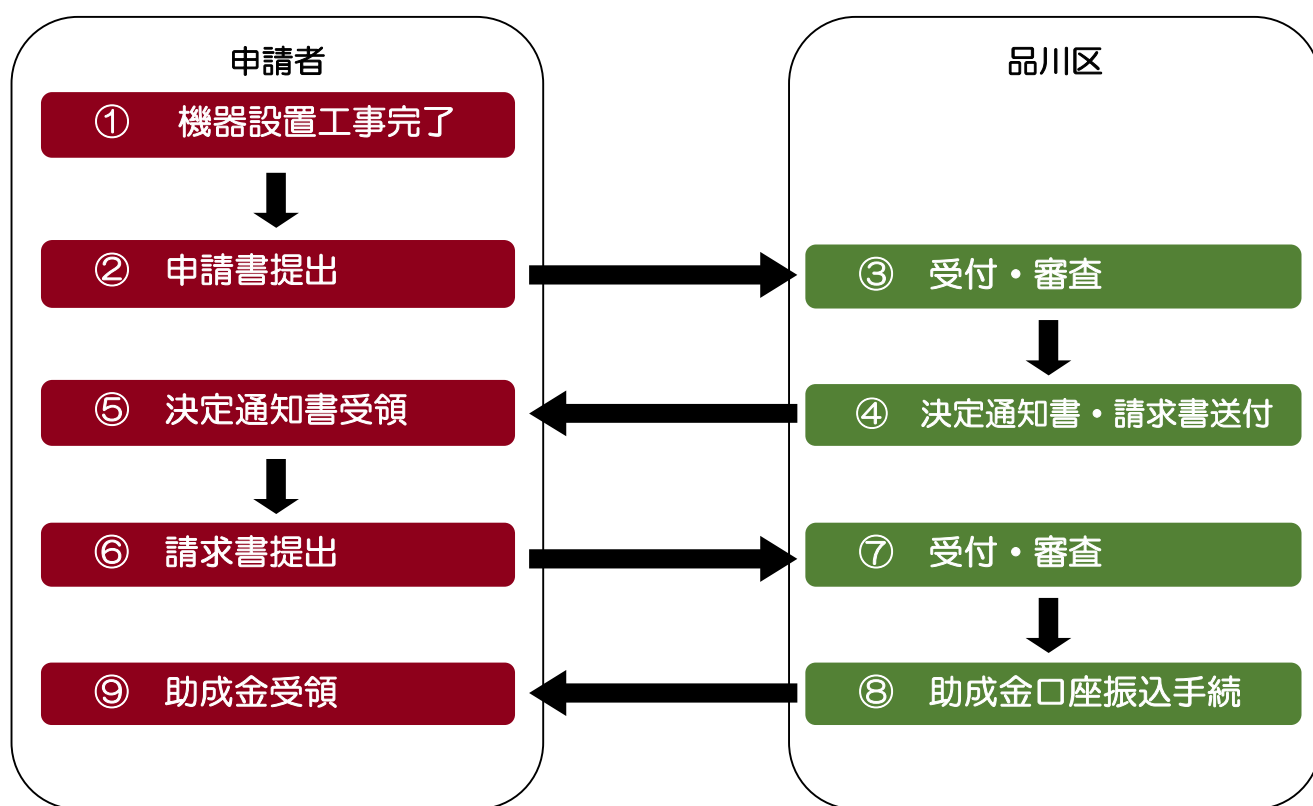 申請者
品川区
① 機器設置工事完了
② 申請書提出
③ 受付・審査
⑤ 決定通知書受領
④ 決定通知書・請求書送付
⑥ 請求書提出
⑦ 受付・審査
⑨ 助成金受領
⑧ 助成金口座振込手続